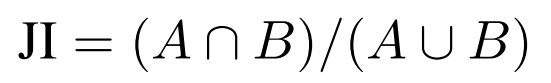 JI = (A ∩ B)/(A ∪ B)